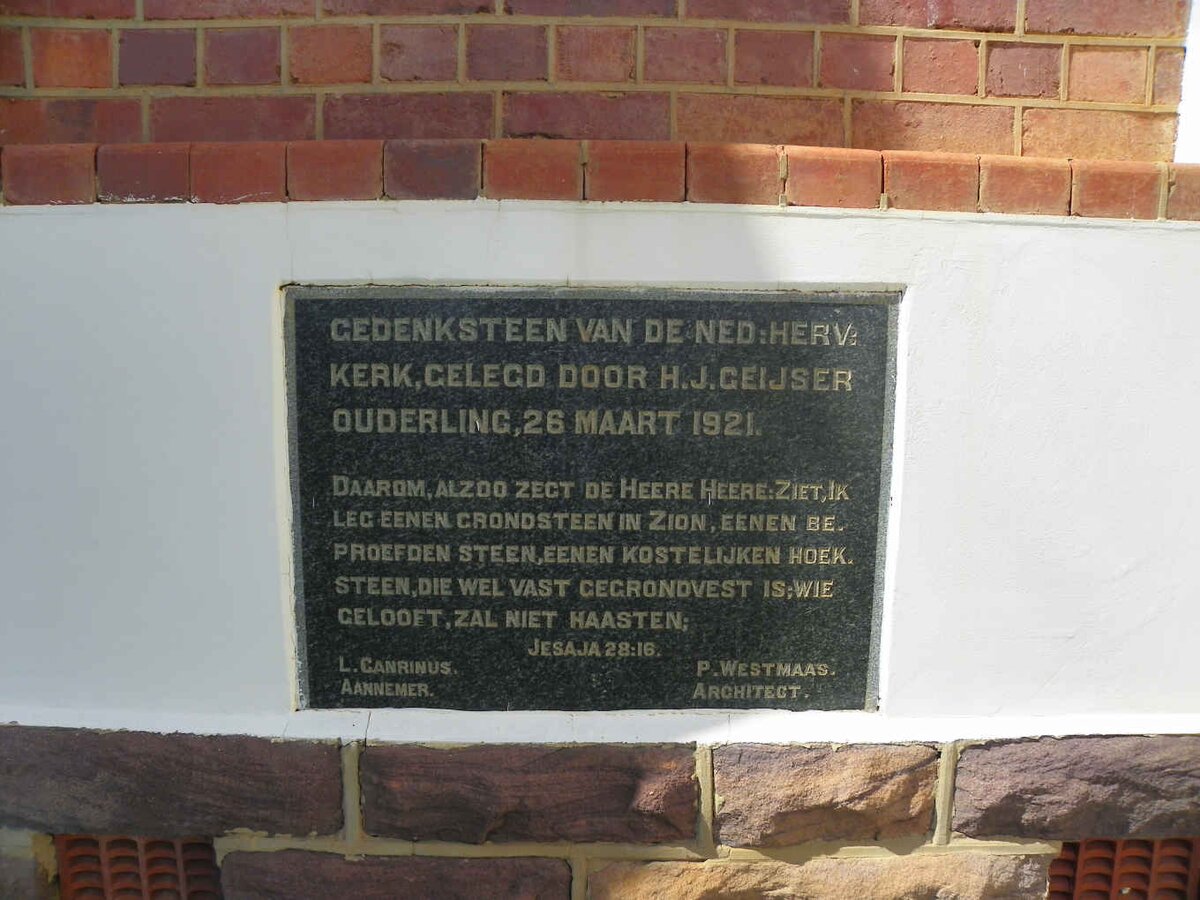 GEDENKSTEEN VAN DE NED:HERV:
KERK, GELEGD DOOR H.J.GEIJSER
OUDERLING, 26 MAART 1921.
DAAROM, ALZOO ZEGT DE HEERE HEERE: ZIET, IK
LEG EENEN GRONDSTEEN IN ZION, EENEN BE-
PROEFDEN STEEN, EENEN KOSTELIJKEN HOEK-
STEEN, DIE WEL VAST GEGRONDVEST IS; WIE
GELOOFT, ZAL NIET HAASTEN;
JESAJA 28:16.
L. CANRINUS. P. WESTMAAS.
AANNEMER. ARCHITECT.